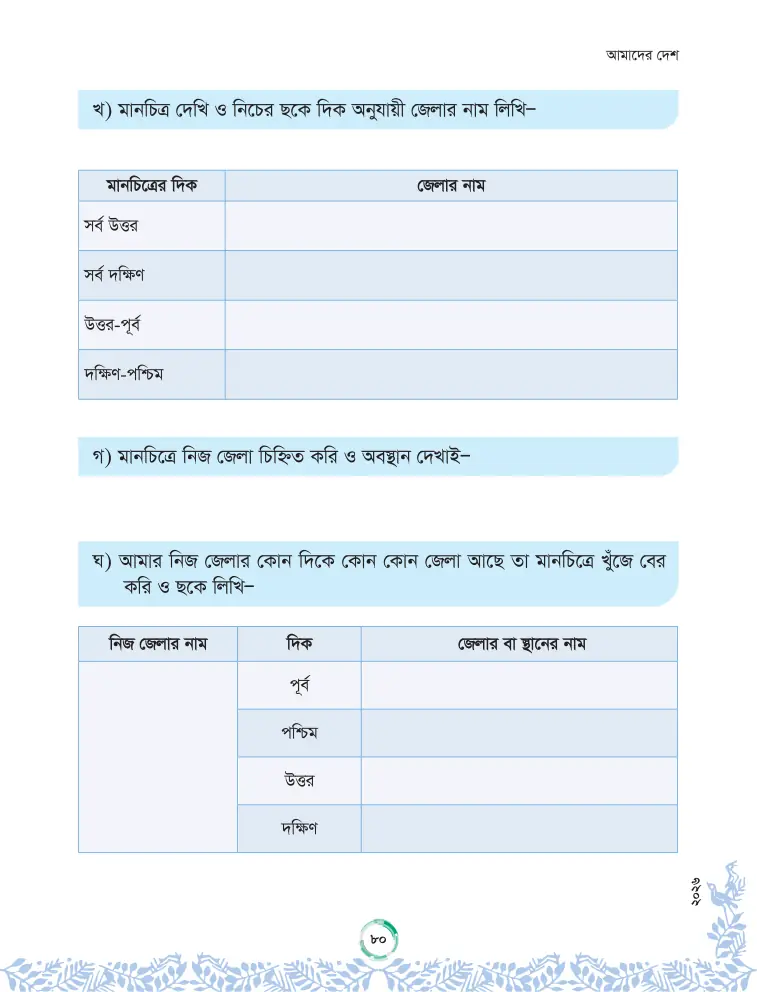 আমাদের দেশ
খ) মানচিত্র দেখি ও নিচের ছকে দিক অনুযায়ী জেলার নাম লিখি–
মানচিত্রের দিক জেলার নাম
সর্ব উত্তর
সর্ব দক্ষিণ
উত্তর-পূর্ব
দক্ষিণ-পশ্চিম
গ) মানচিত্রে নিজ জেলা চিহ্নিত করি ও অবস্থান দেখাই–
ঘ) আমার নিজ জেলার কোন দিকে কোন কোন জেলা আছে তা মানচিত্রে খুঁজে বের
করি ও ছকে লিখি–
নিজ জেলার নাম দিক জেলার বা স্থানের নাম
পূর্ব
পশ্চিম
উত্তর
দক্ষিণ
২০২৬
৮০